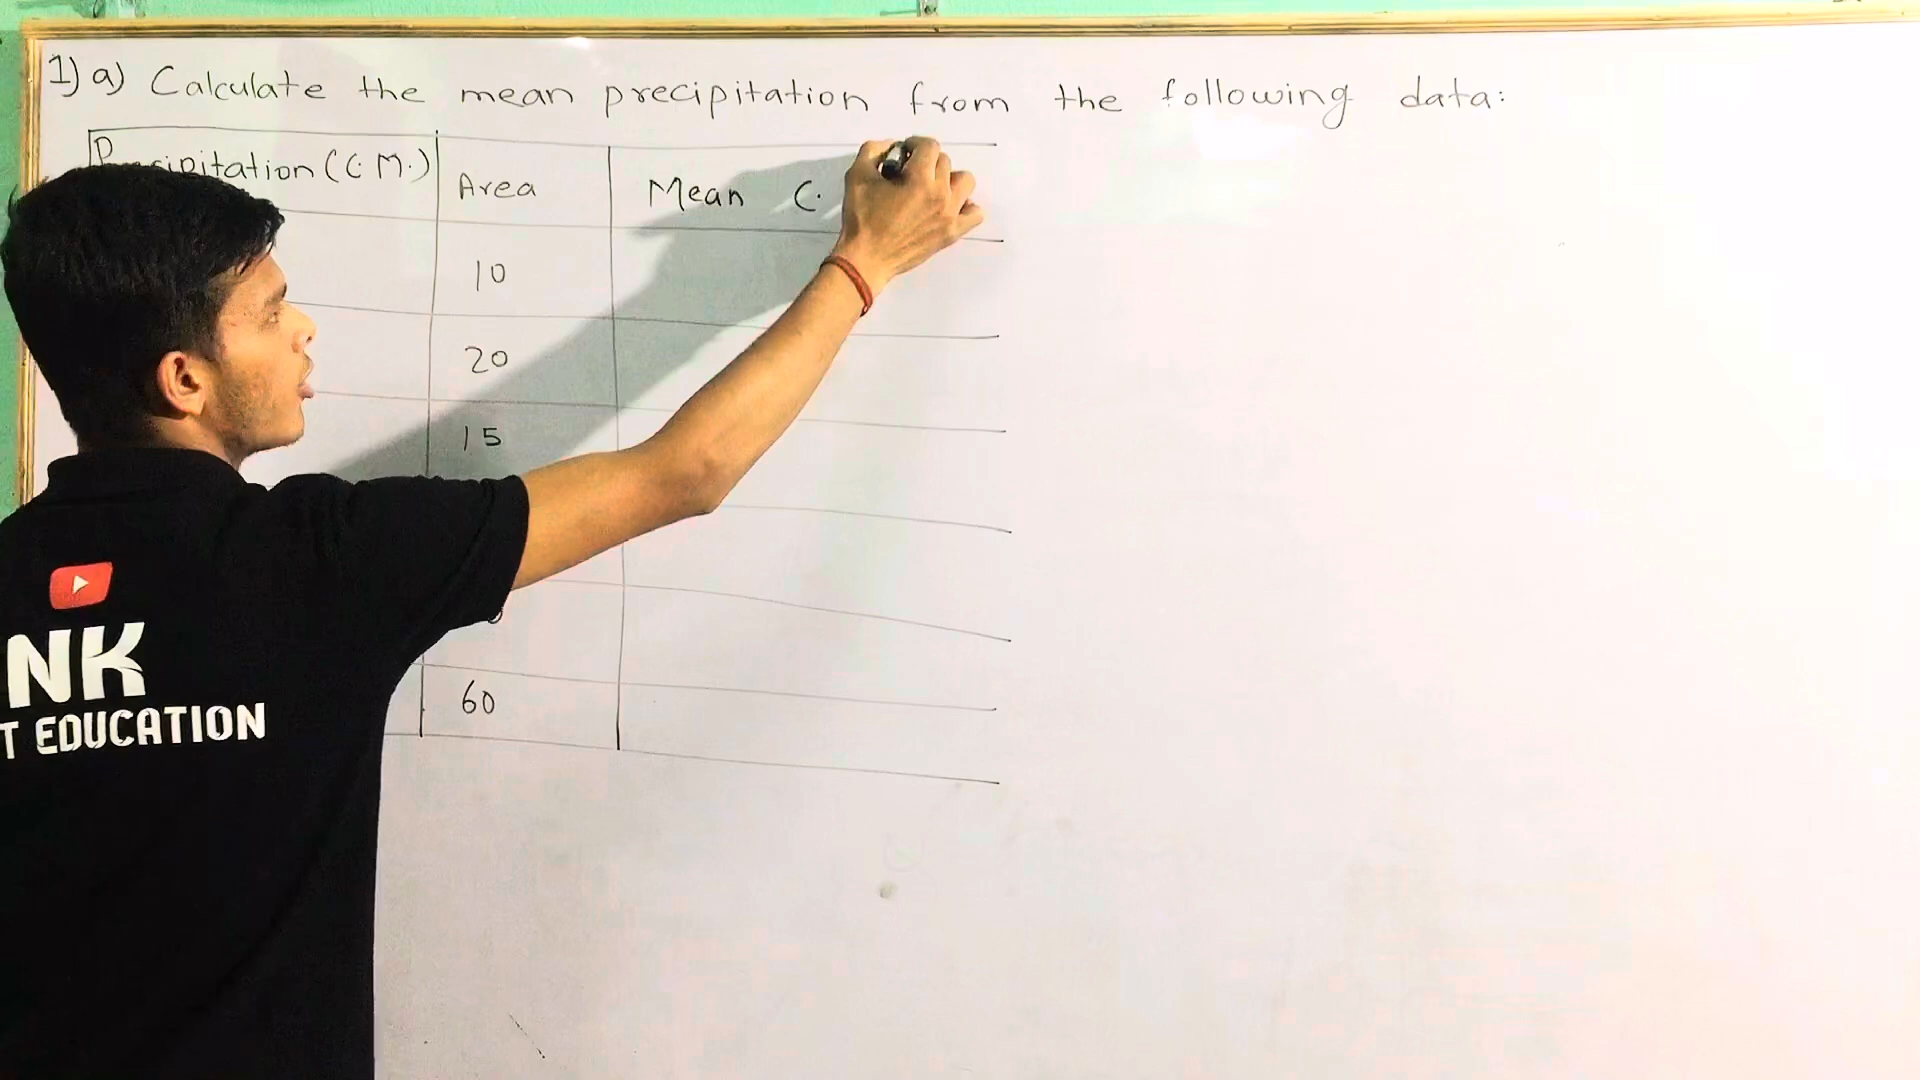 1) a) Calculate the mean precipitation from the following data:
Precipitation (C.M.) Area Mean C.
10
20
15
60
NK
T EDUCATION